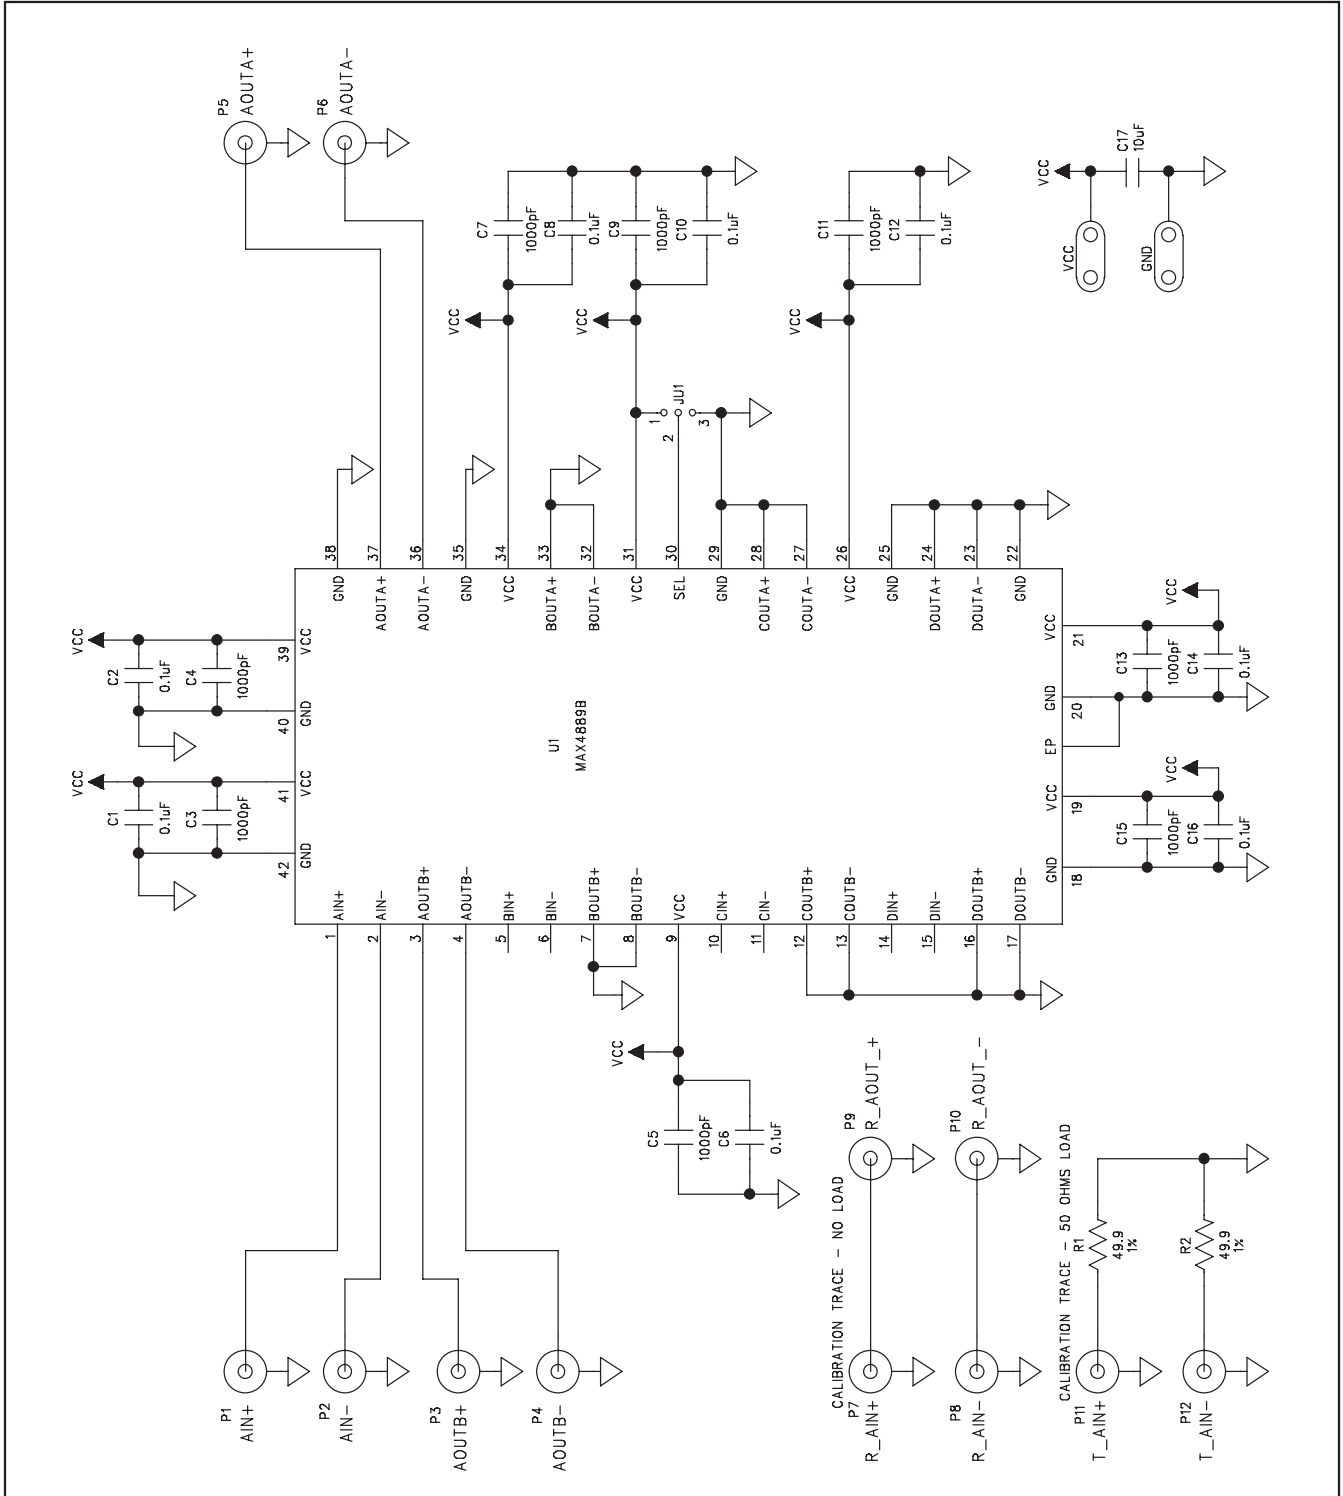 P5
AOUTA+
P6
AOUTA-
C7
1000pF
C8
0.1uF
C9
1000pF
C10
0.1uF
C11
1000pF
C12
0.1uF
VCC
C17
10uF
VCC
GND
VCC
VCC
VCC
1
2
3
JU1
38
37
36
35
34
33
32
31
30
29
28
27
26
25
24
23
22
GND
AOUTA+
AOUTA-
GND
VCC
BOUTA+
BOUTA-
VCC
SEL
GND
COUTA+
COUTA-
VCC
GND
DOUTA+
DOUTA-
GND
VCC
C2
0.1uF
C4
1000pF
39
VCC
40
GND
VCC
C1
0.1uF
C3
1000pF
41
VCC
42
GND
U1
MAX4889B
VCC
21
C13
1000pF
C14
0.1uF
VCC
GND
20
EP
VCC
19
C15
1000pF
C16
0.1uF
VCC
GND
18
AIN+
AIN-
AOUTB+
AOUTB-
BIN+
BIN-
BOUTB+
BOUTB-
VCC
CIN+
CIN-
COUTB+
COUTB-
DIN+
DIN-
DOUTB+
DOUTB-
1
2
3
4
5
6
7
8
9
10
11
12
13
14
15
16
17
VCC
C5
1000pF
C6
0.1uF
P1
AIN+
P2
AIN-
P3
AOUTB+
P4
AOUTB-
CALIBRATION TRACE - NO LOAD
P7
R_AIN+
P9
R_AOUT_+
P8
R_AIN-
P10
R_AOUT_-
CALIBRATION TRACE - 50 OHMS LOAD
P11
T_AIN+
R1
49.9
1%
P12
T_AIN-
R2
49.9
1%